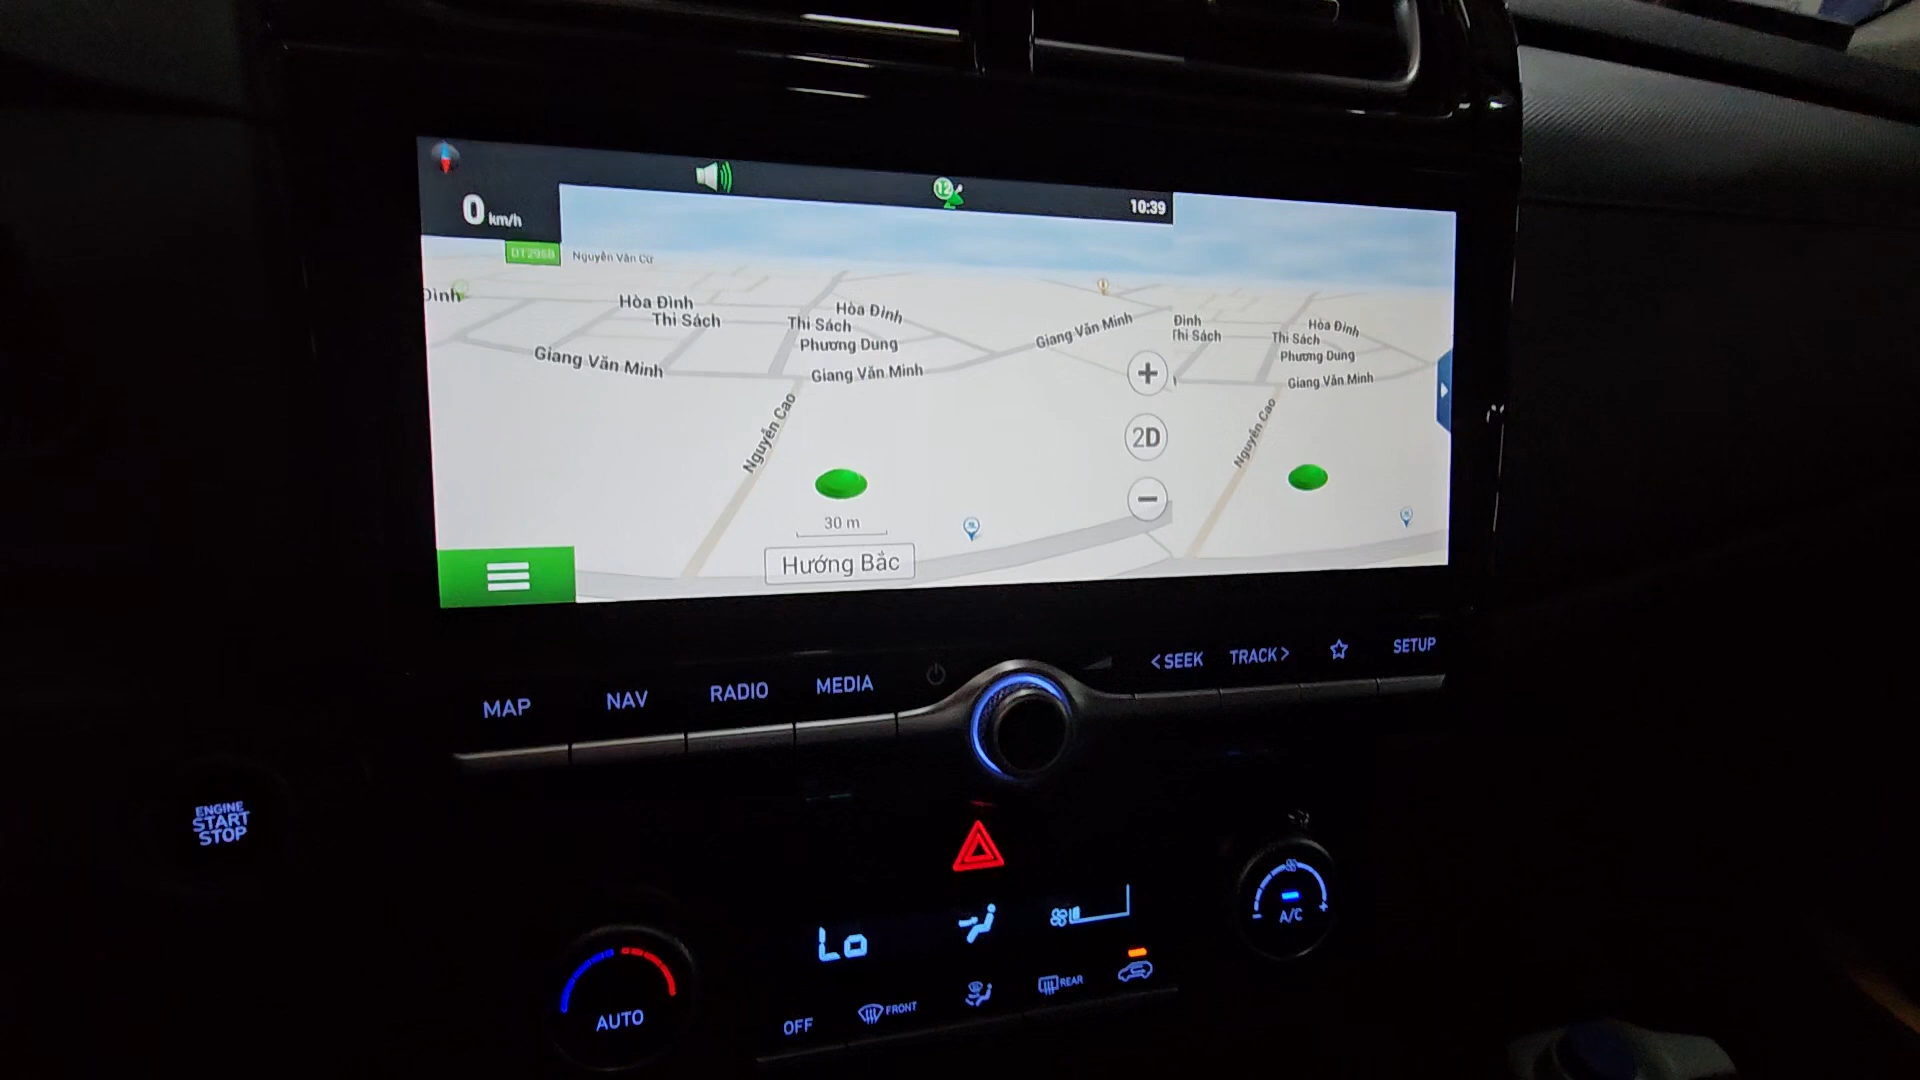 0 km/h
12
10:39
ĐT295B
Nguyễn Văn Cừ
Đình
Hòa Đình
Thi Sách
Hòa Đình
Thi Sách
Phương Dung
Giang Văn Minh
Giang Văn Minh
Giang Văn Minh
Nguyễn Cao
+
2D
−
30 m
Hướng Bắc
Đình
Thi Sách
Hòa Đình
Thi Sách
Phương Dung
Giang Văn Minh
Nguyễn Cao
MAP
NAV
RADIO
MEDIA
< SEEK
TRACK >
SETUP
ENGINE
START
STOP
Lo
A/C
AUTO
OFF
FRONT
REAR